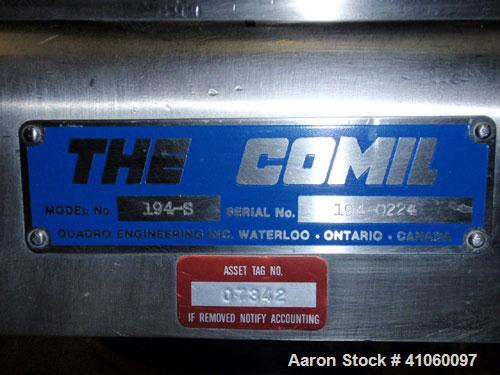 THE COMIL
MODEL No. 194-S SERIAL No. 194-0224
QUADRO ENGINEERING INC. WATERLOO • ONTARIO • CANADA
ASSET TAG NO.
07342
IF REMOVED NOTIFY ACCOUNTING
Aaron Stock # 41060097